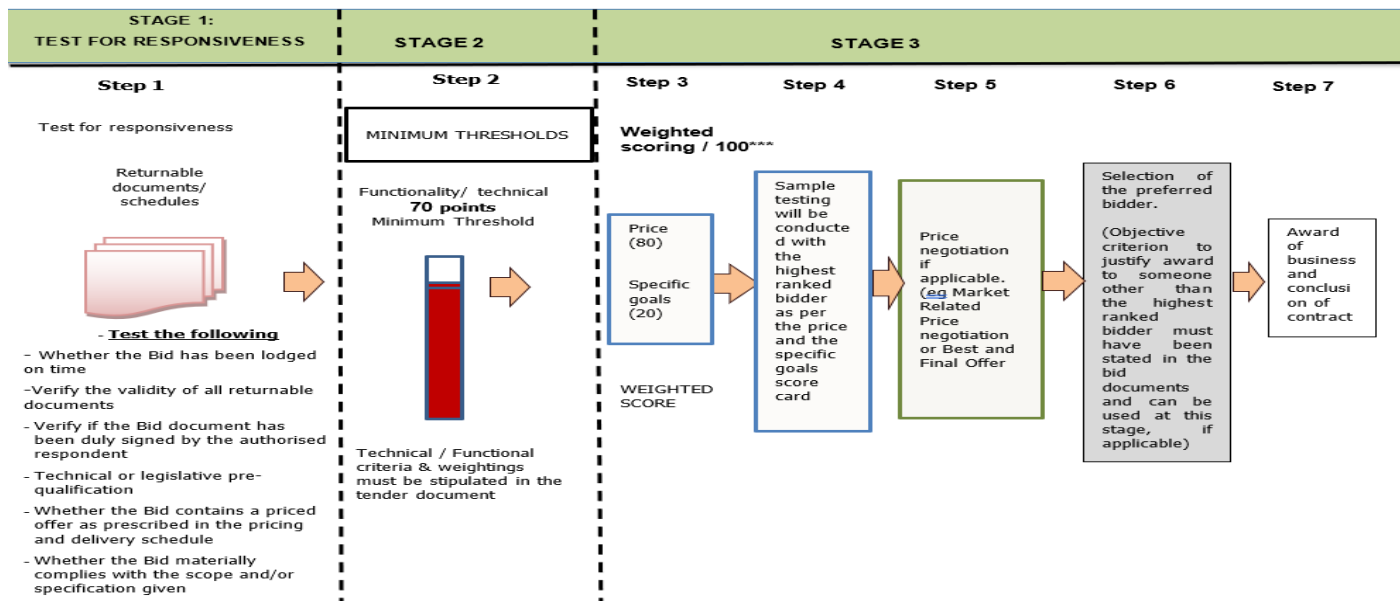 STAGE 1:
TEST FOR RESPONSIVENESS
STAGE 2
STAGE 3
Step 1
Test for responsiveness
Returnable
documents/
schedules
- Test the following
- Whether the Bid has been lodged
on time
-Verify the validity of all returnable
documents
- Verify if the Bid document has
been duly signed by the authorised
respondent
- Technical or legislative pre-
qualification
- Whether the Bid contains a priced
offer as prescribed in the pricing
and delivery schedule
- Whether the Bid materially
complies with the scope and/or
specification given
Step 2
MINIMUM THRESHOLDS
Functionality/ technical
70 points
Minimum Threshold
Technical / Functional
criteria & weightings
must be stipulated in the
tender document
Step 3
Weighted
scoring / 100***
Price
(80)
Specific
goals
(20)
WEIGHTED
SCORE
Step 4
Sample
testing
will be
conducte
d with
the
highest
ranked
bidder
as per
the price
and the
specific
goals
score
card
Step 5
Price
negotiation
if
applicable.
(eg Market
Related
Price
negotiation
or Best and
Final Offer
Step 6
Selection of
the preferred
bidder.
(Objective
criterion to
justify award
to someone
other than
the highest
ranked
bidder must
have been
stated in the
bid
documents
and can be
used at this
stage, if
applicable)
Step 7
Award
of
business
and
conclusi
on of
contract